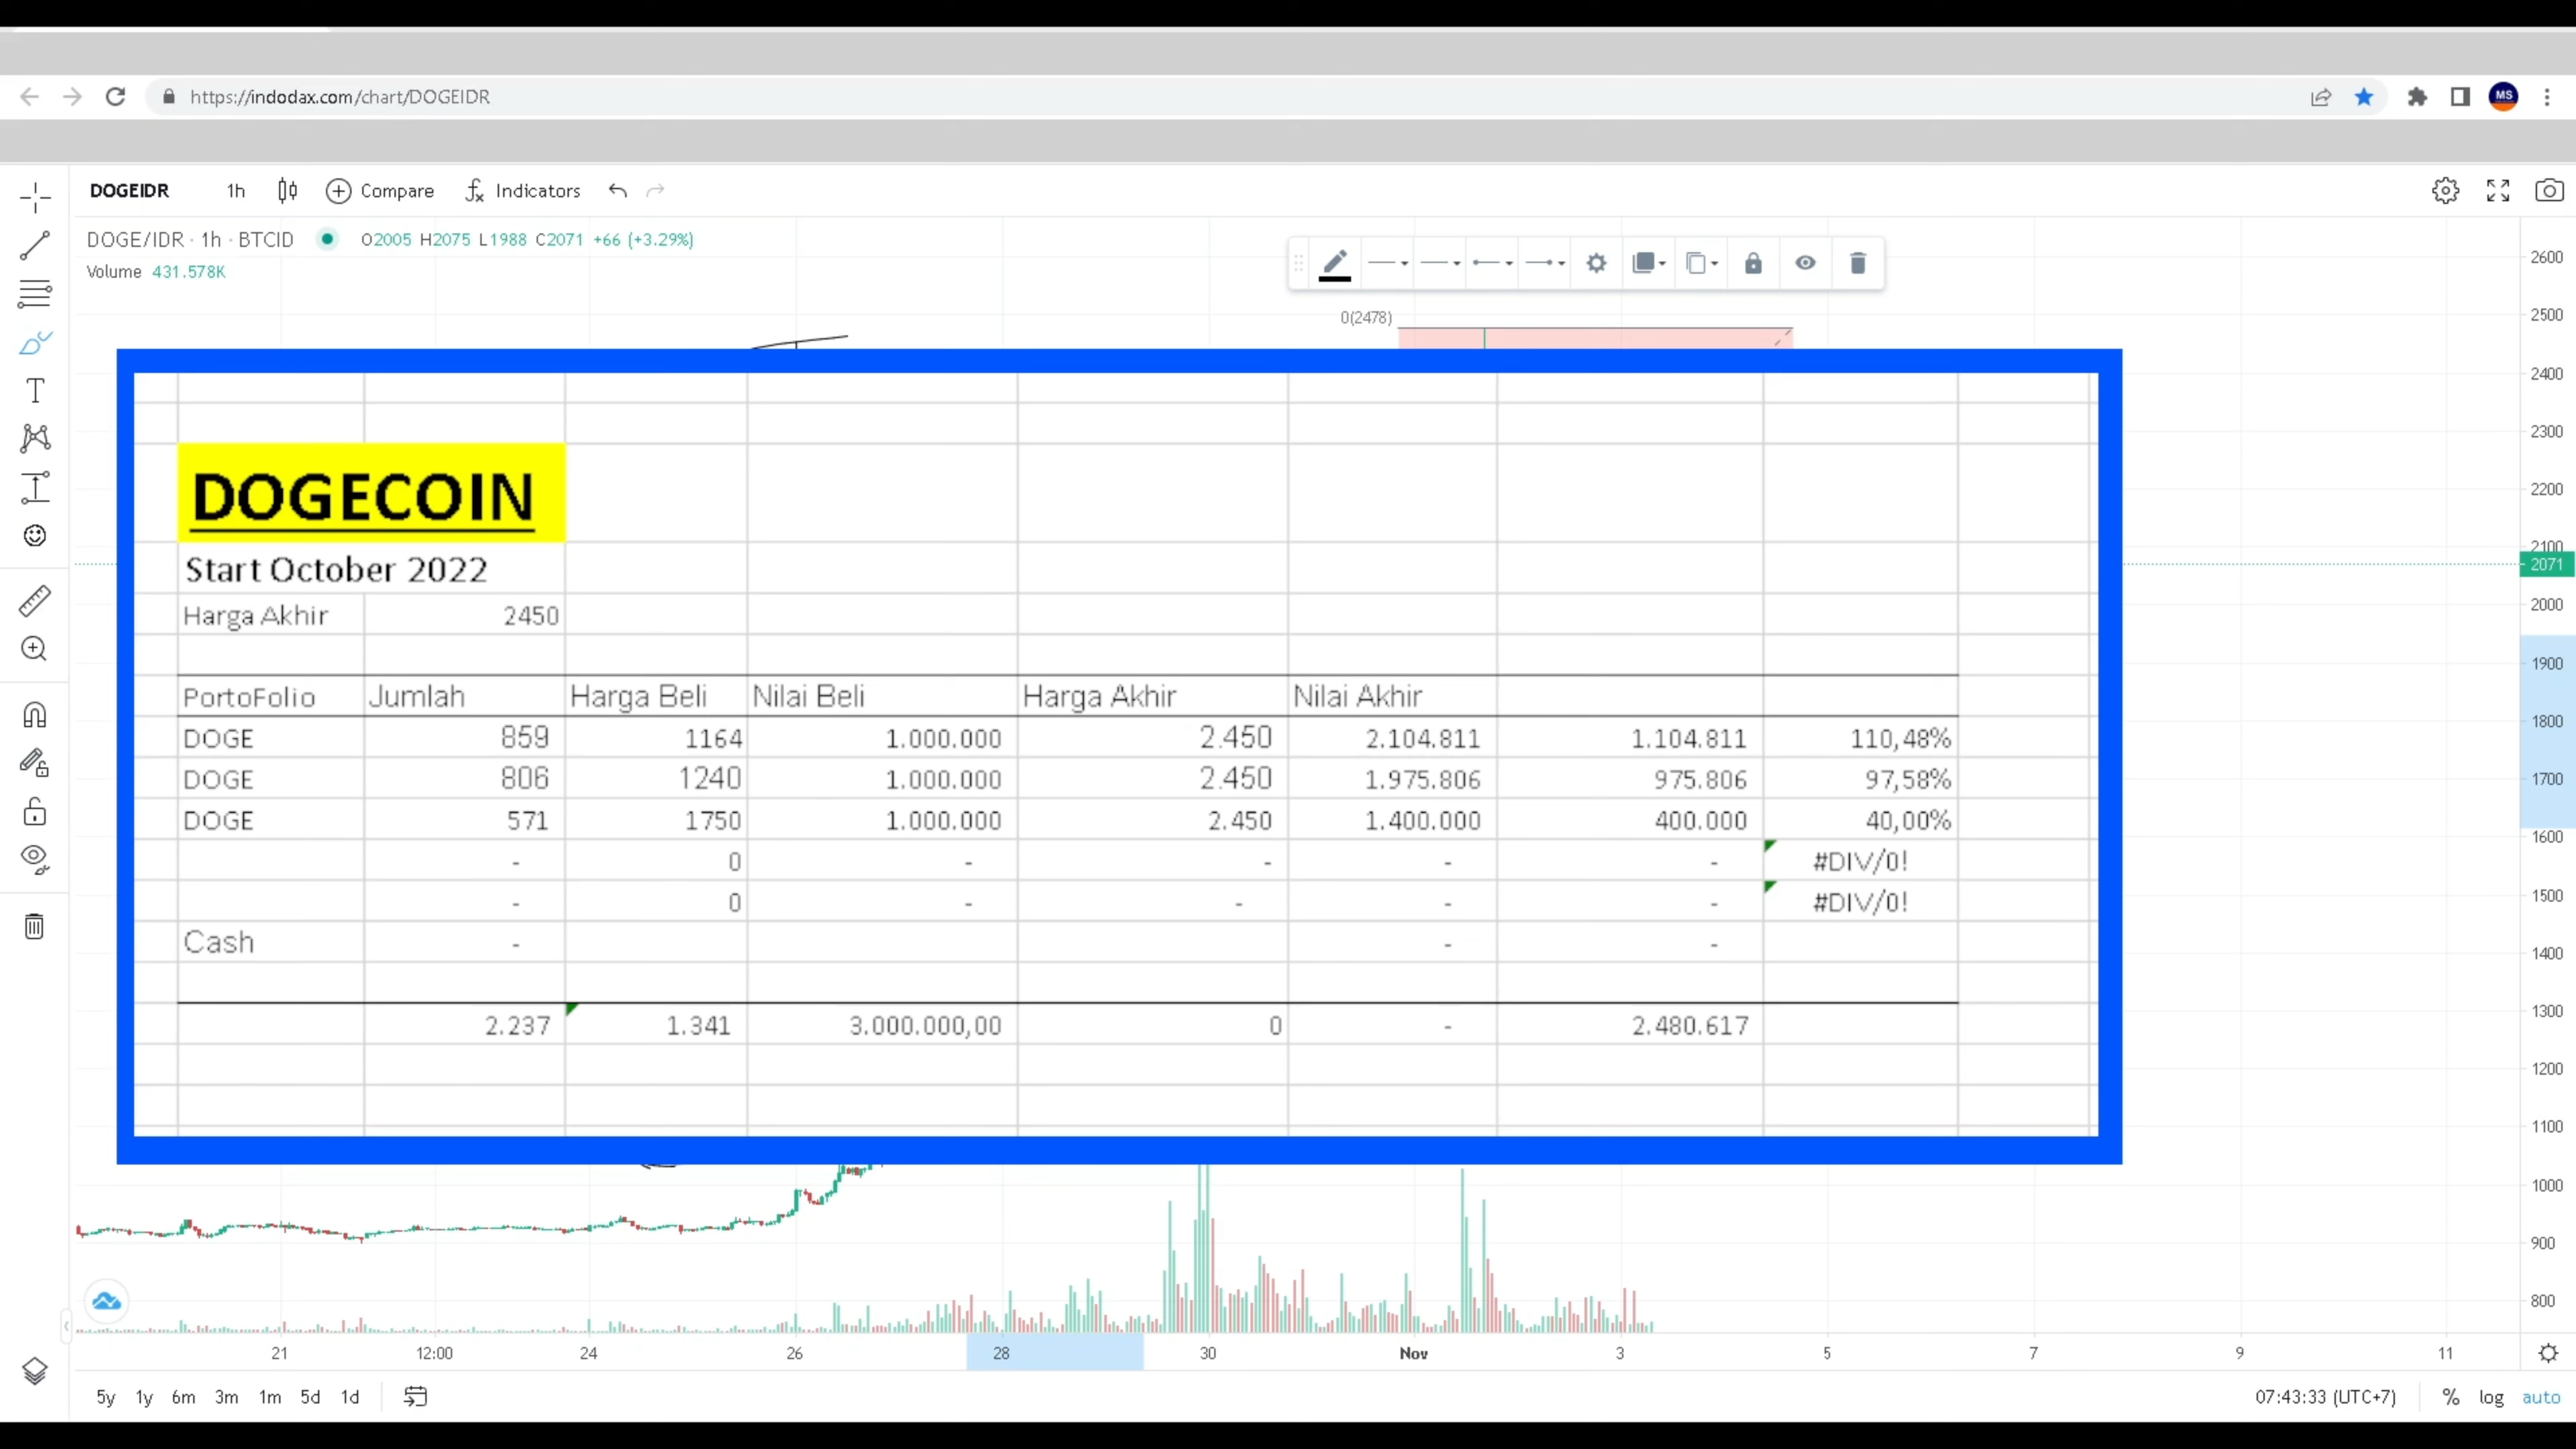 https://indodax.com/chart/DOGEIDR
MS
DOGEIDR 1h Compare fx Indicators
DOGE/IDR · 1h · BTCID O2005 H2075 L1988 C2071 +66 (+3.29%)
Volume 431.578K
0(2478)
DOGECOIN
Start October 2022
Harga Akhir 2450
PortoFolio Jumlah Harga Beli Nilai Beli Harga Akhir Nilai Akhir
DOGE 859 1164 1.000.000 2.450 2.104.811 1.104.811 110,48%
DOGE 806 1240 1.000.000 2.450 1.975.806 975.806 97,58%
DOGE 571 1750 1.000.000 2.450 1.400.000 400.000 40,00%
- 0 - - - - #DIV/0!
- 0 - - - - #DIV/0!
Cash - - -
2.237 1.341 3.000.000,00 0 - 2.480.617
2600
2500
2400
2300
2200
2100
2071
2000
1900
1800
1700
1600
1500
1400
1300
1200
1100
1000
900
800
21 12:00 24 26 28 30 Nov 3 5 7 9 11
5y 1y 6m 3m 1m 5d 1d 07:43:33 (UTC+7) % log auto